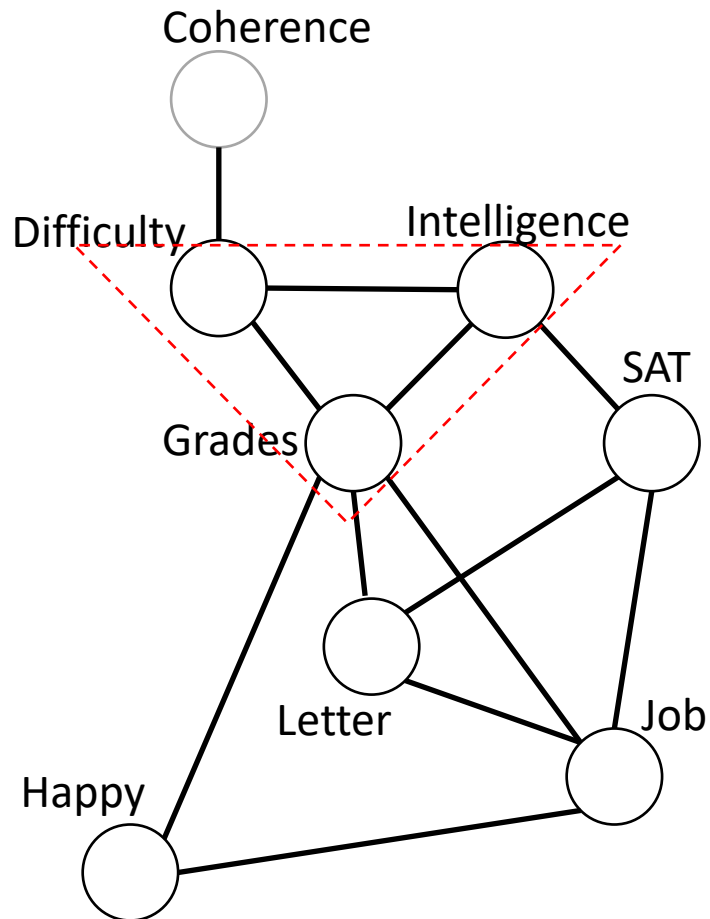 Coherence
Difficulty
Intelligence
SAT
Grades
Letter
Job
Happy